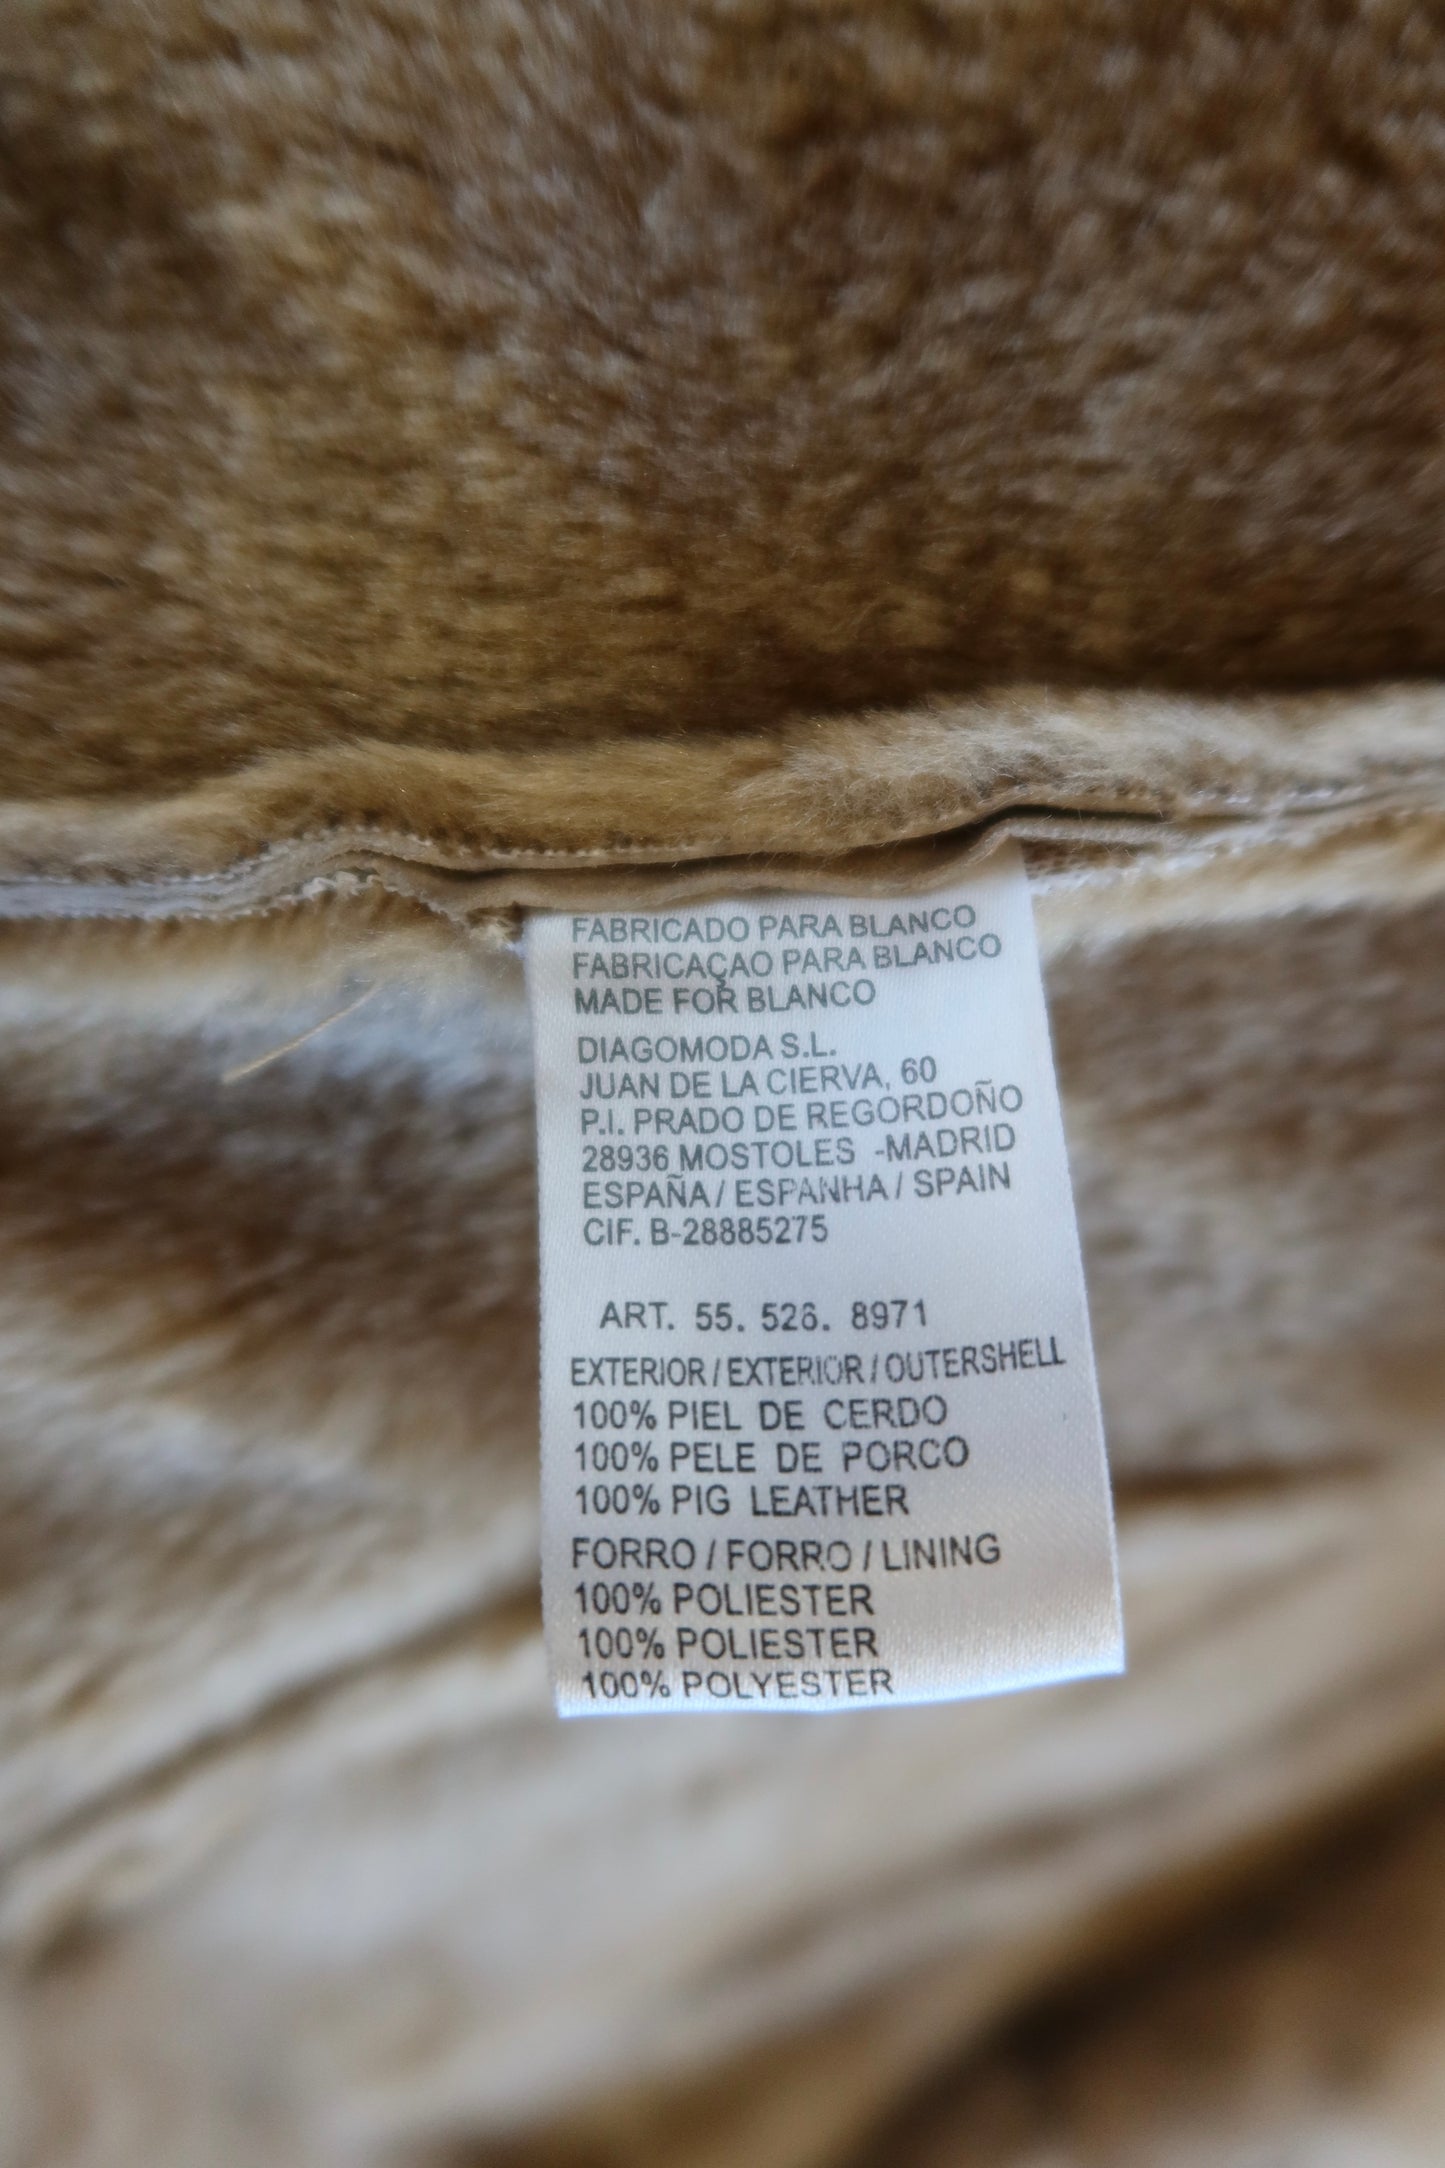 FABRICADO PARA BLANCO
FABRICAÇAO PARA BLANCO
MADE FOR BLANCO
DIAGOMODA S.L.
JUAN DE LA CIERVA, 60
P.I. PRADO DE REGORDOÑO
28936 MOSTOLES -MADRID
ESPAÑA / ESPANHA / SPAIN
CIF. B-28885275
ART. 55. 526. 8971
EXTERIOR / EXTERIOR / OUTERSHELL
100% PIEL DE CERDO
100% PELE DE PORCO
100% PIG LEATHER
FORRO / FORRO / LINING
100% POLIESTER
100% POLIESTER
100% POLYESTER